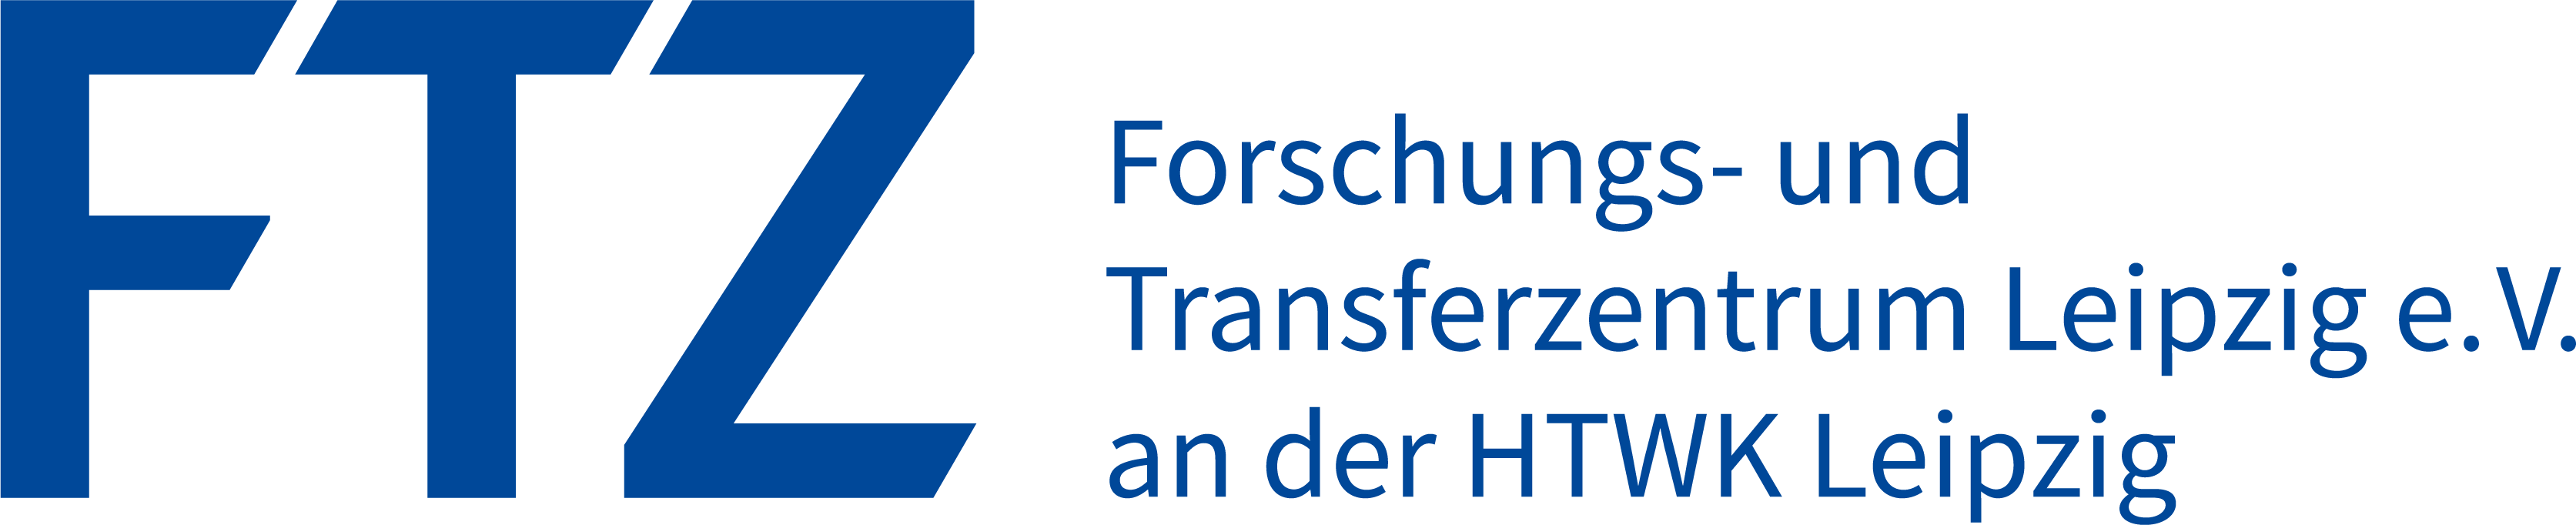 FTZ
Forschungs- und
Transferzentrum Leipzig e. V.
an der HTWK Leipzig